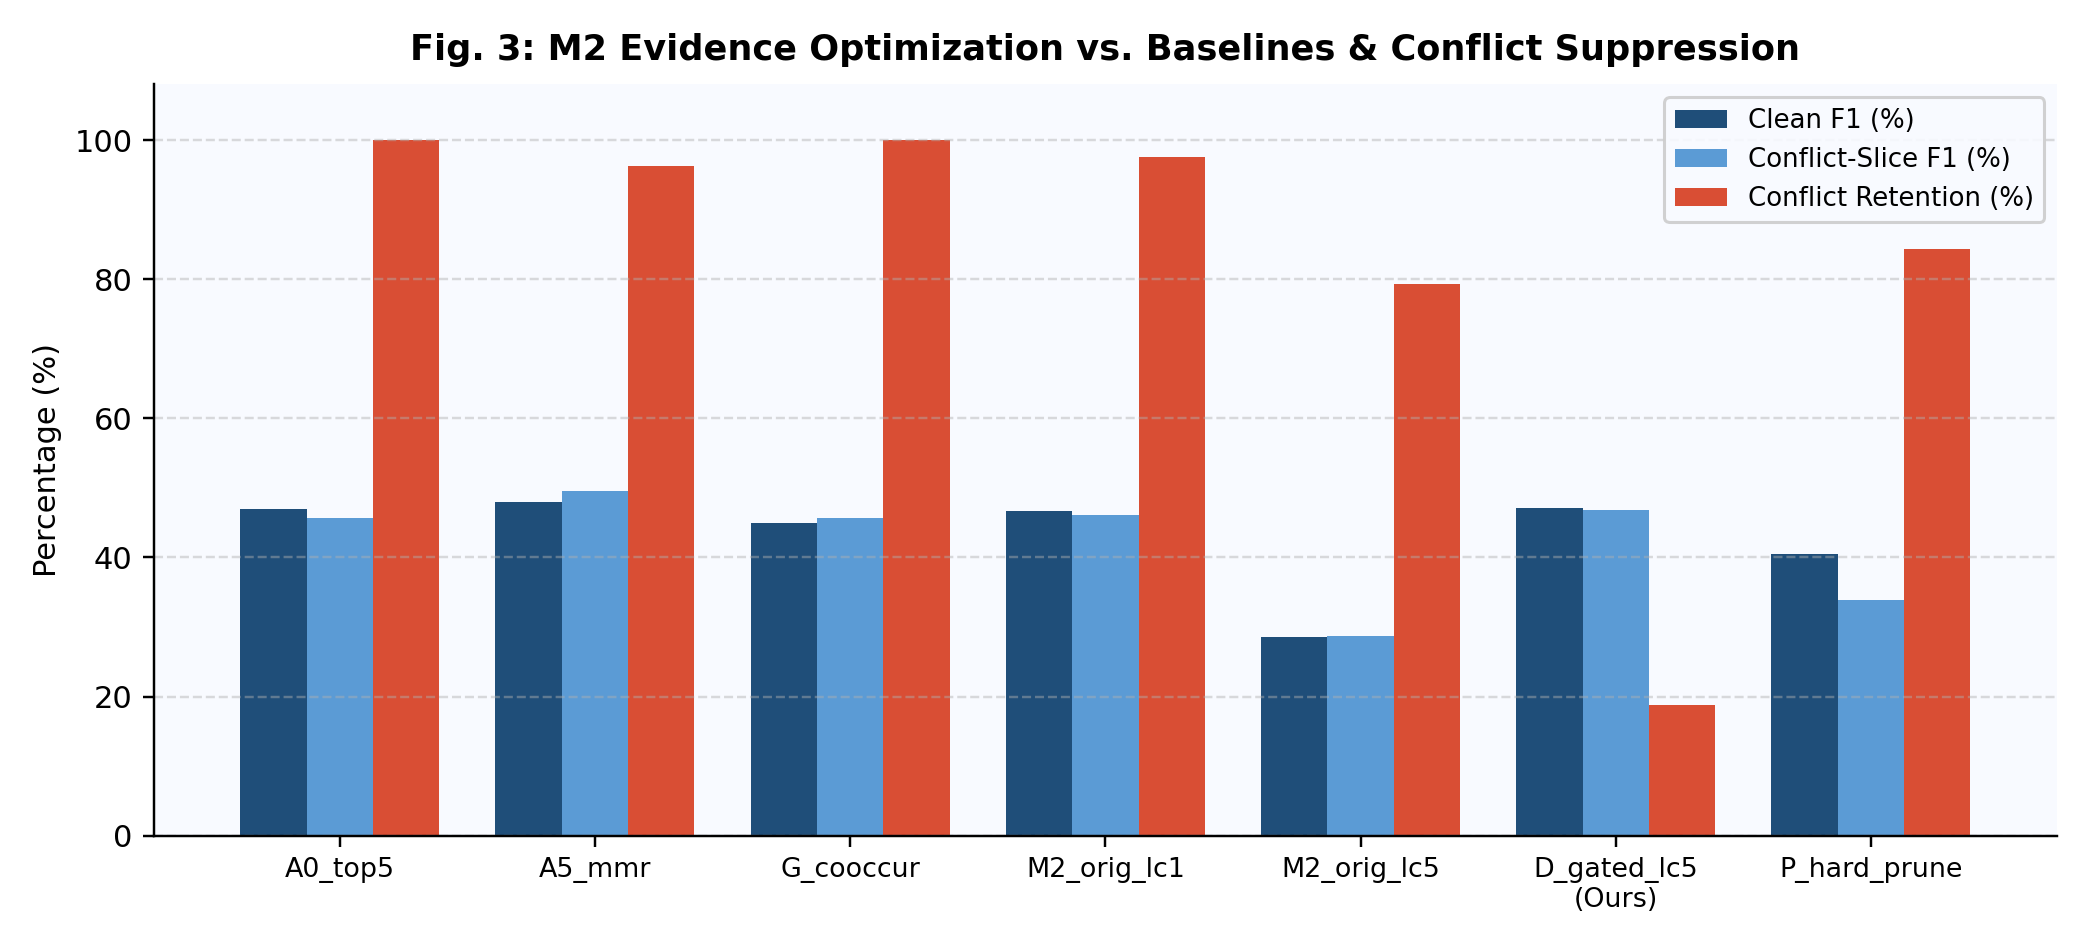 Fig. 3: M2 Evidence Optimization vs. Baselines & Conflict Suppression
Clean F1 (%)
Conflict-Slice F1 (%)
Conflict Retention (%)
Percentage (%)
100
80
60
40
20
0
A0_top5
A5_mmr
G_cooccur
M2_orig_lc1
M2_orig_lc5
D_gated_lc5
(Ours)
P_hard_prune